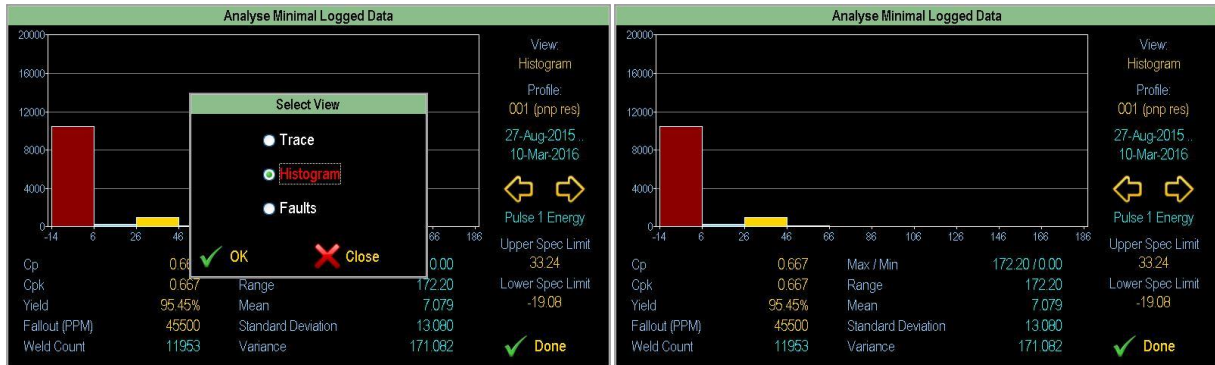 Analyse Minimal Logged Data
20000
16000
12000
8000
4000
0
-14 6 26 46 66 186
Select View
Trace
Histogram
Faults
OK Close
View:
Histogram
Profile:
001 (pnp res)
27-Aug-2015 ..
10-Mar-2016
Pulse 1 Energy
Upper Spec Limit
33.24
Lower Spec Limit
-19.08
Done
Cp 0.66 0.00
Cpk 0.667 Range 172.20
Yield 95.45% Mean 7.079
Fallout (PPM) 45500 Standard Deviation 13.080
Weld Count 11953 Variance 171.082
Analyse Minimal Logged Data
20000
16000
12000
8000
4000
0
-14 6 26 46 66 86 106 126 146 166 186
View:
Histogram
Profile:
001 (pnp res)
27-Aug-2015 ..
10-Mar-2016
Pulse 1 Energy
Upper Spec Limit
33.24
Lower Spec Limit
-19.08
Done
Cp 0.667 Max / Min 172.20 / 0.00
Cpk 0.667 Range 172.20
Yield 95.45% Mean 7.079
Fallout (PPM) 45500 Standard Deviation 13.080
Weld Count 11953 Variance 171.082